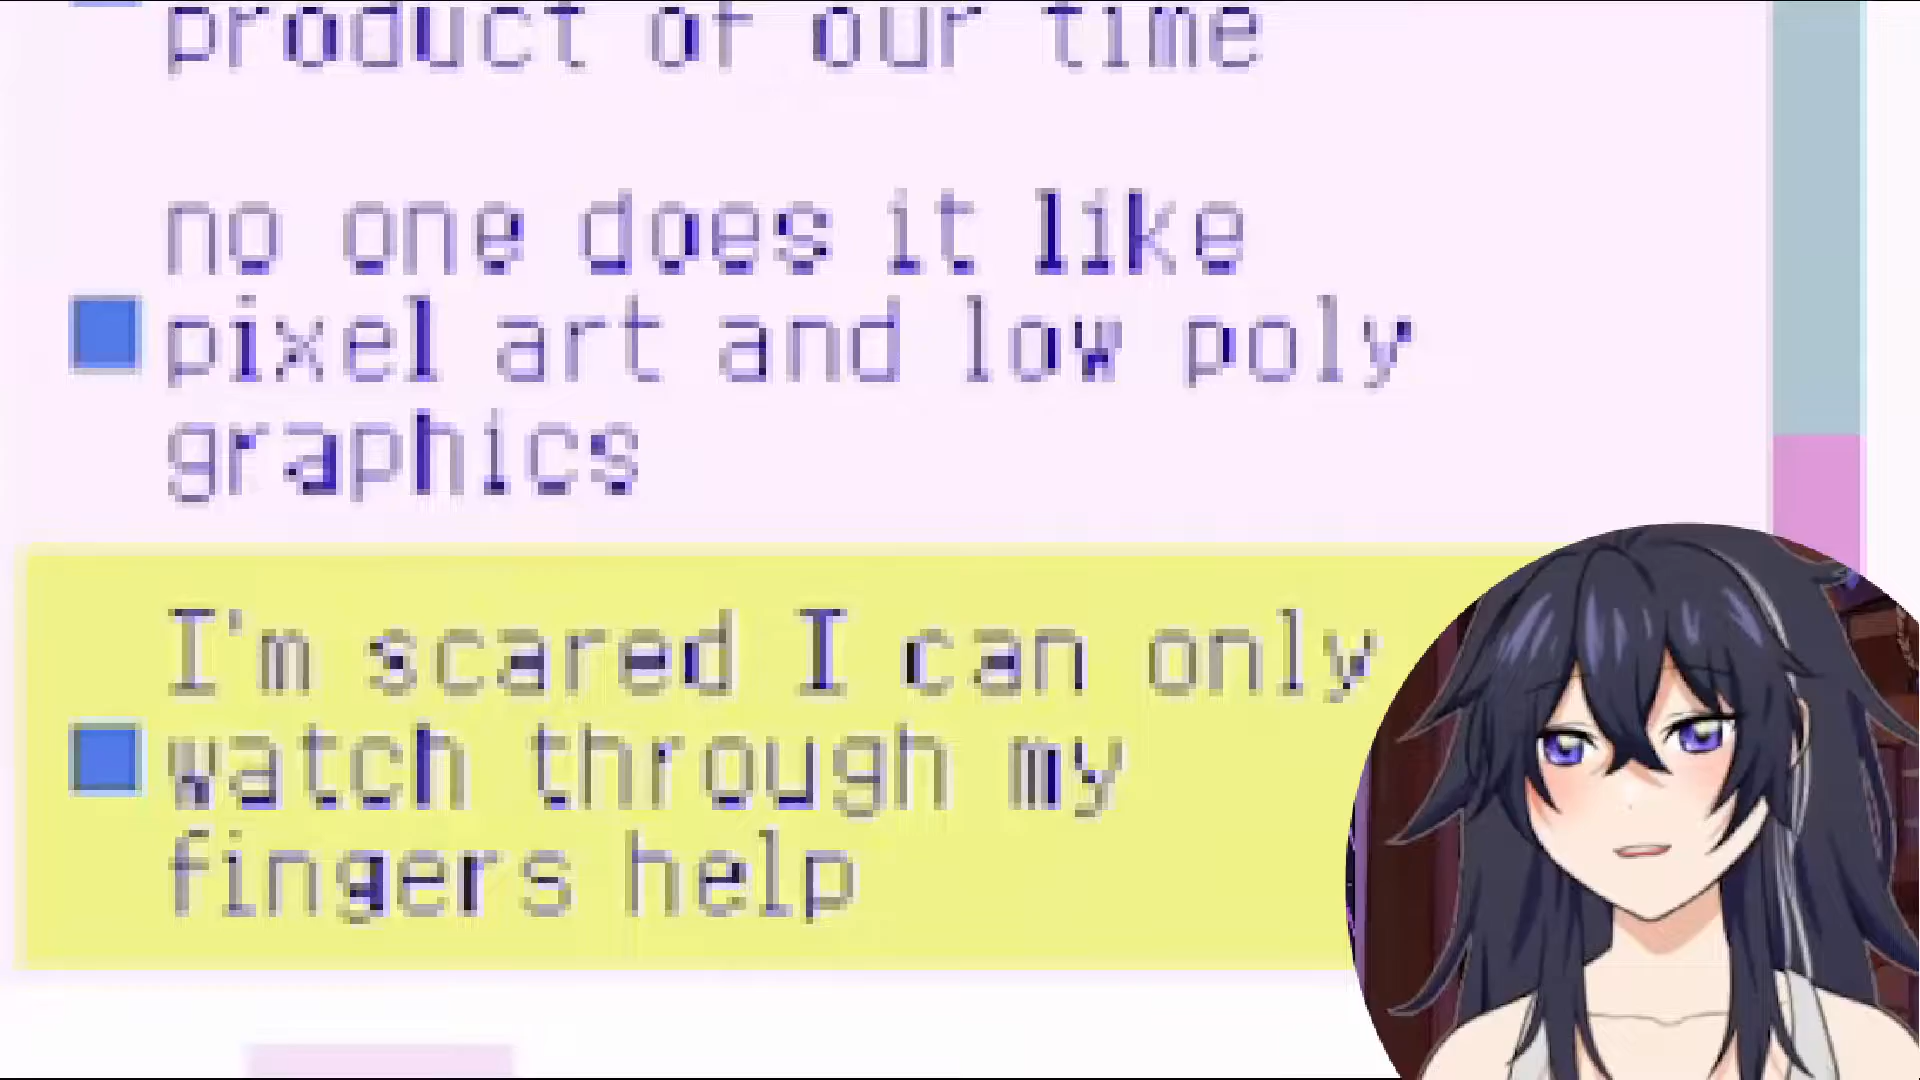 product of our time
no one does it like
pixel art and low poly
graphics
I'm scared I can only
watch through my
fingers help